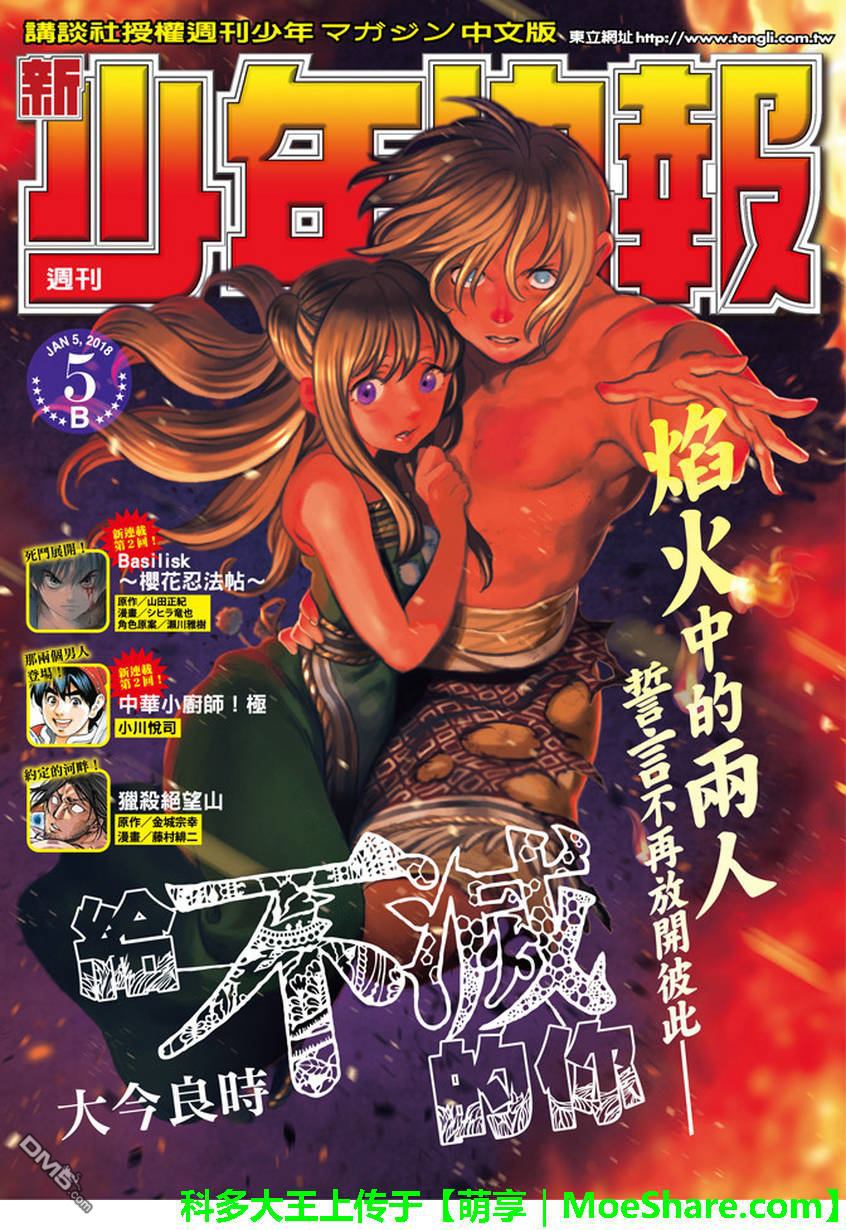 講談社授權週刊少年マガジン中文版 東立網址http://www.tongli.com.tw
新
少年快報
週刊
JAN 5, 2018
5
B
焰火中的兩人
誓言不再放開彼此——
死鬥展開！
新連載
第2回！
Basilisk
～櫻花忍法帖～
原作／山田正紀
漫畫／シヒラ竜也
角色原案／瀨川雅樹
那兩個男人
登場！
新連載
第2回！
中華小廚師！極
小川悅司
約定的河畔！
獵殺絕望山
原作／金城宗幸
漫畫／藤村緋二
給不滅
的你
大今良時
DM5.com
科多大王上传于【萌享｜MoeShare.com】